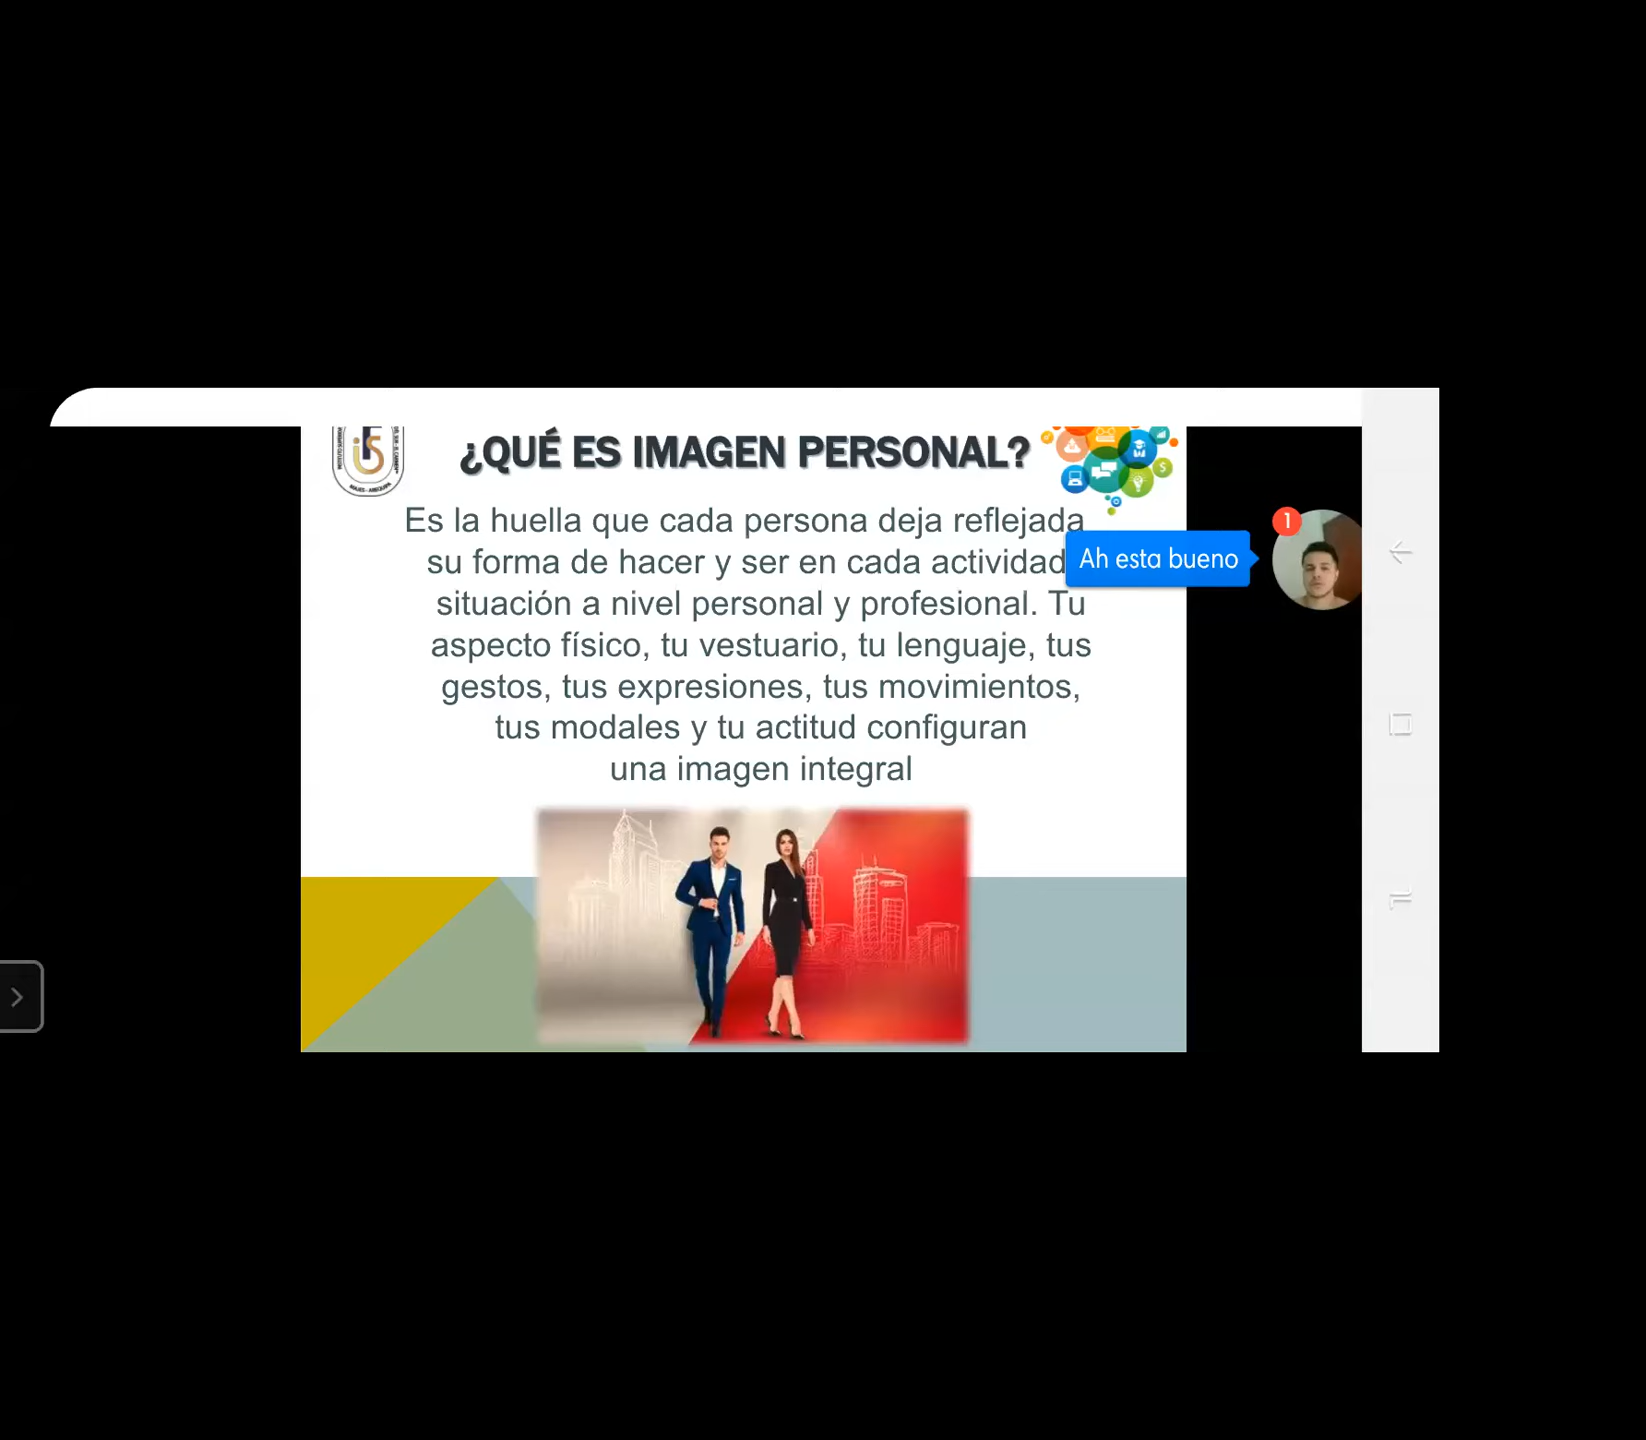 ¿QUÉ ES IMAGEN PERSONAL?
Es la huella que cada persona deja reflejada
su forma de hacer y ser en cada actividad
situación a nivel personal y profesional. Tu
aspecto físico, tu vestuario, tu lenguaje, tus
gestos, tus expresiones, tus movimientos,
tus modales y tu actitud configuran
una imagen integral
1
Ah esta bueno
MAJES - AREQUIPA